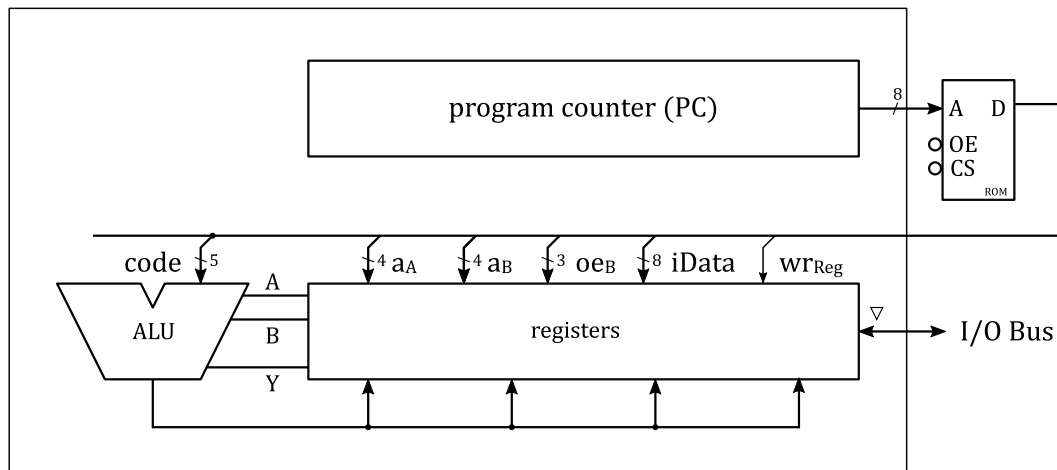 program counter (PC)
8
A D
OE
CS
ROM
code 5 4 aA 4 aB 3 oeB 8 iData wrReg
A
ALU
B
Y
registers
▽
I/O Bus